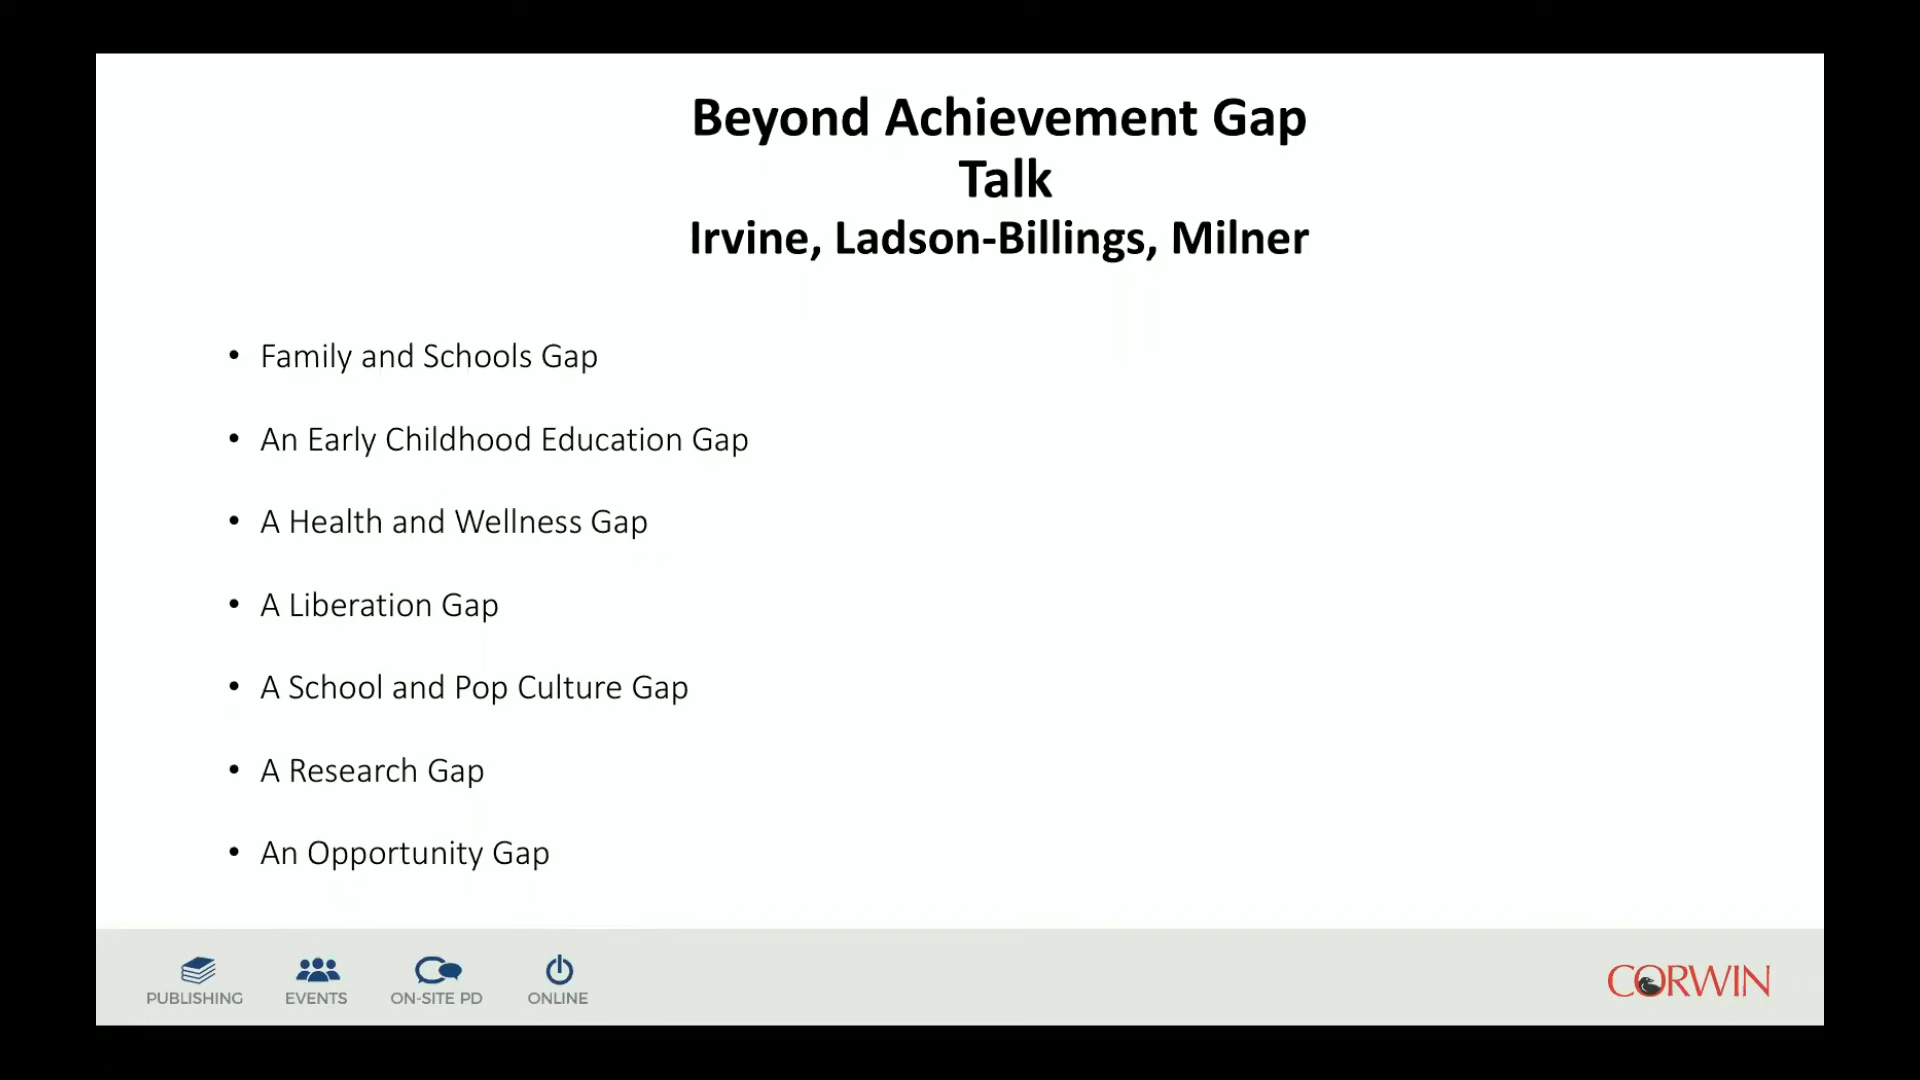 Beyond Achievement Gap
Talk
Irvine, Ladson-Billings, Milner
• Family and Schools Gap
• An Early Childhood Education Gap
• A Health and Wellness Gap
• A Liberation Gap
• A School and Pop Culture Gap
• A Research Gap
• An Opportunity Gap
PUBLISHING EVENTS ON-SITE PD ONLINE
CORWIN